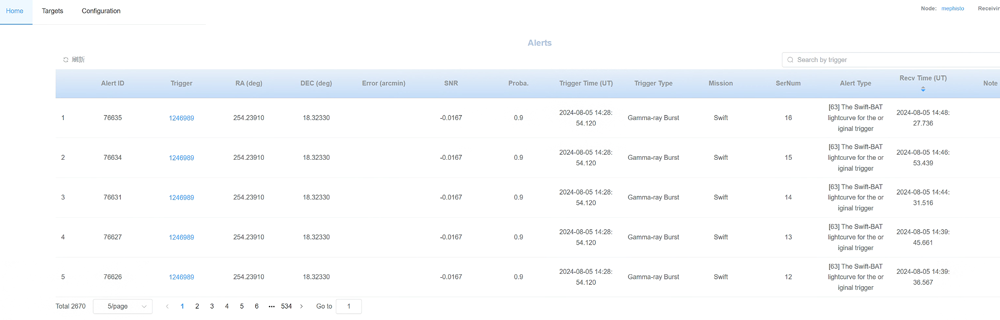 Home Targets Configuration Node: mephisto Receivin
Alerts
刷新 Search by trigger
Alert ID Trigger RA (deg) DEC (deg) Error (arcmin) SNR Proba. Trigger Time (UT) Trigger Type Mission SerNum Alert Type Recv Time (UT) Note
1 76635 1246989 254.23910 18.32330 -0.0167 0.9 2024-08-05 14:28:
54.120 Gamma-ray Burst Swift 16 [63] The Swift-BAT
lightcurve for the or
iginal trigger 2024-08-05 14:48:
27.736
2 76634 1246989 254.23910 18.32330 -0.0167 0.9 2024-08-05 14:28:
54.120 Gamma-ray Burst Swift 15 [63] The Swift-BAT
lightcurve for the or
iginal trigger 2024-08-05 14:46:
53.439
3 76631 1246989 254.23910 18.32330 -0.0167 0.9 2024-08-05 14:28:
54.120 Gamma-ray Burst Swift 14 [63] The Swift-BAT
lightcurve for the or
iginal trigger 2024-08-05 14:44:
31.516
4 76627 1246989 254.23910 18.32330 -0.0167 0.9 2024-08-05 14:28:
54.120 Gamma-ray Burst Swift 13 [63] The Swift-BAT
lightcurve for the or
iginal trigger 2024-08-05 14:39:
45.661
5 76626 1246989 254.23910 18.32330 -0.0167 0.9 2024-08-05 14:28:
54.120 Gamma-ray Burst Swift 12 [63] The Swift-BAT
lightcurve for the or
iginal trigger 2024-08-05 14:39:
36.567
Total 2670 5/page 1 2 3 4 5 6 ••• 534 Go to 1